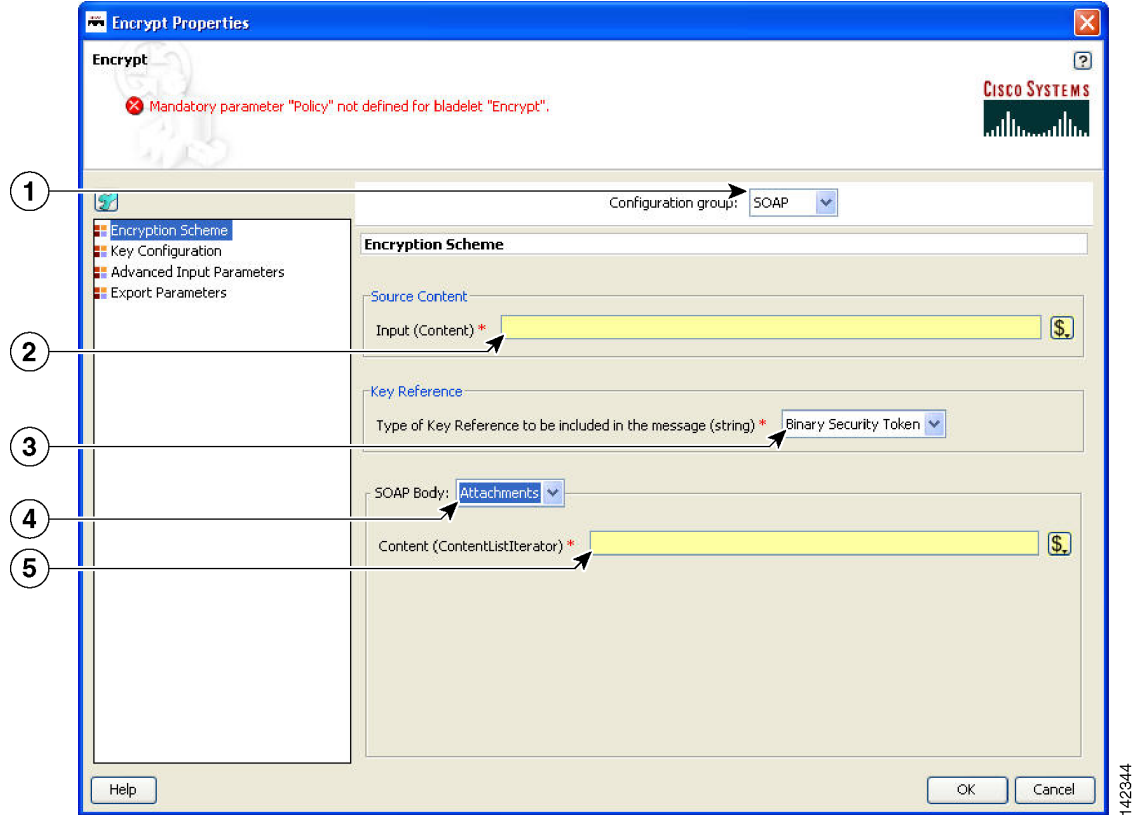 Encrypt Properties
Encrypt
?
Mandatory parameter "Policy" not defined for bladelet "Encrypt".
CISCO SYSTEMS
1
Configuration group: SOAP
Encryption Scheme
Key Configuration
Advanced Input Parameters
Export Parameters
Encryption Scheme
Source Content
Input (Content) *
$
2
Key Reference
Type of Key Reference to be included in the message (string) * Binary Security Token
3
SOAP Body: Attachments
4
Content (ContentListIterator) *
$
5
Help
OK
Cancel
142344